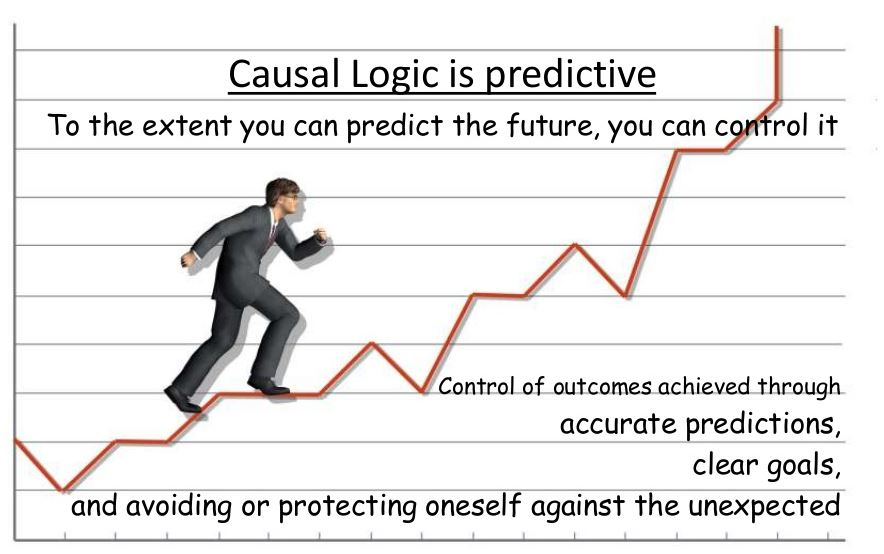 Causal Logic is predictive
To the extent you can predict the future, you can control it
Control of outcomes achieved through
accurate predictions,
clear goals,
and avoiding or protecting oneself against the unexpected